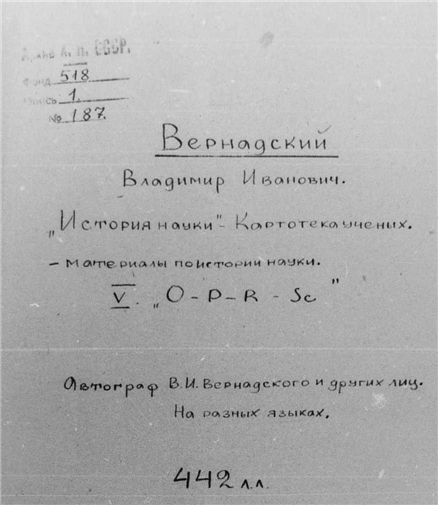 Архив А. Н. СССР.
Фонд 518
Опись 1.
№ 187.
Вернадский
Владимир Иванович.
„История науки" - Картотека ученых.
- материалы по истории науки.
V. „O - P - R - Sc"
Автограф В.И. Вернадского и других лиц.
На разных языках.
442 л.л.